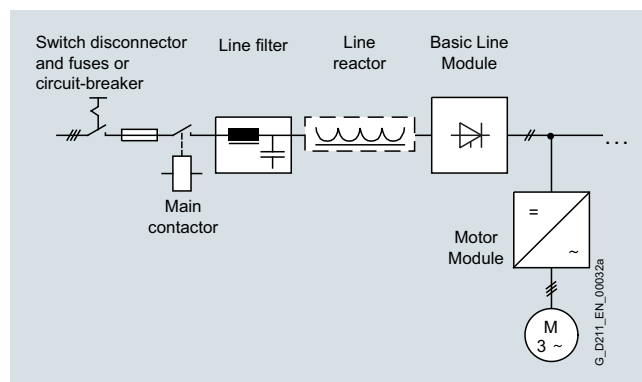 Switch disconnector
and fuses or
circuit-breaker
Line filter
Line
reactor
Basic Line
Module
Main
contactor
...
=
~
Motor
Module
M
3 ~
G_D211_EN_00032a